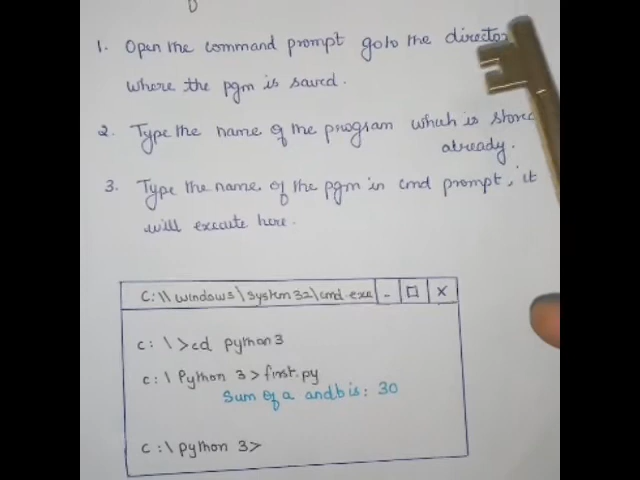 1. Open the command prompt goto the director
where the pgm is saved.
2. Type the name of the program which is stored
already.
3. Type the name of the pgm in cmd prompt, it
will execute here.
C:\\windows\system32\cmd.exe - □ X
c:\>cd python3
c:\Python 3>first.py
Sum of a and b is: 30
c:\python 3>